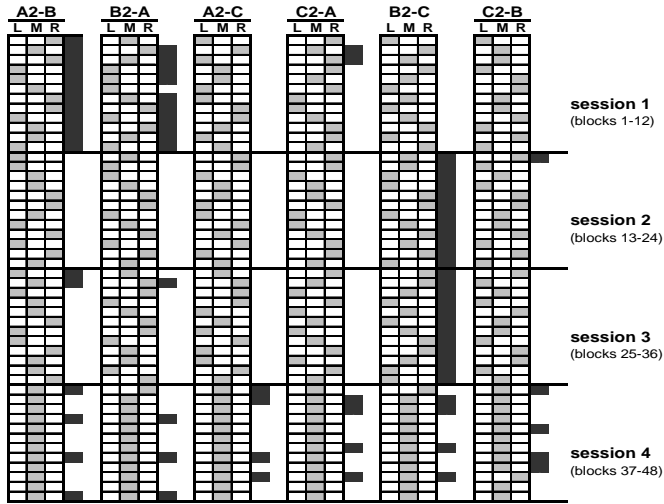 A2-B B2-A A2-C C2-A B2-C C2-B
L M R L M R L M R L M R L M R L M R
session 1
(blocks 1-12)
session 2
(blocks 13-24)
session 3
(blocks 25-36)
session 4
(blocks 37-48)